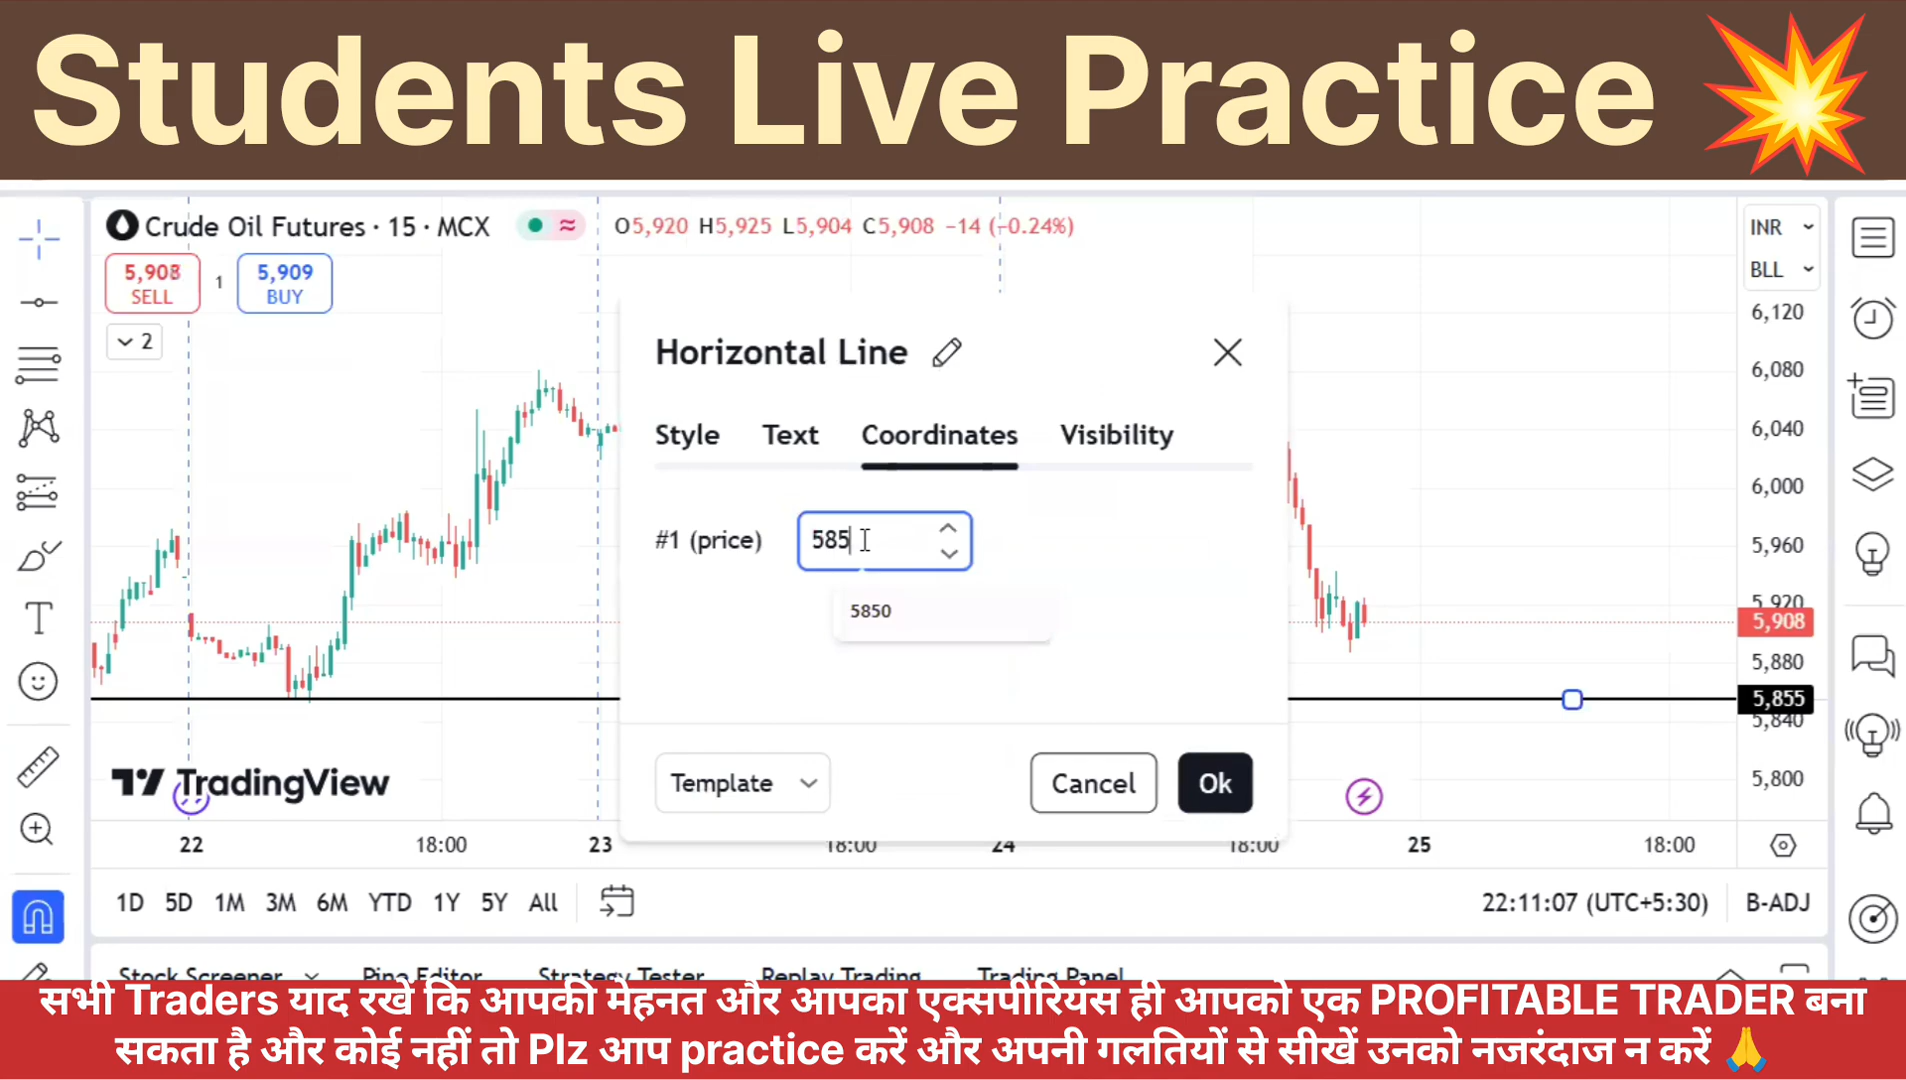 Students Live Practice
Crude Oil Futures · 15 · MCX
O5,920 H5,925 L5,904 C5,908 −14 (−0.24%)
INR
BLL
5,908
SELL
1
5,909
BUY
2
Horizontal Line
Style Text Coordinates Visibility
#1 (price)
585
5850
Template
Cancel
Ok
6,120
6,080
6,040
6,000
5,960
5,920
5,908
5,880
5,855
5,840
5,800
TradingView
22 18:00 23 18:00 24 18:00 25 18:00
1D 5D 1M 3M 6M YTD 1Y 5Y All
22:11:07 (UTC+5:30) B-ADJ
Stock Screener Pine Editor Strategy Tester Replay Trading Trading Panel
सभी Traders याद रखें कि आपकी मेहनत और आपका एक्सपीरियंस ही आपको एक PROFITABLE TRADER बना
सकता है और कोई नहीं तो Plz आप practice करें और अपनी गलतियों से सीखें उनको नजरंदाज न करें